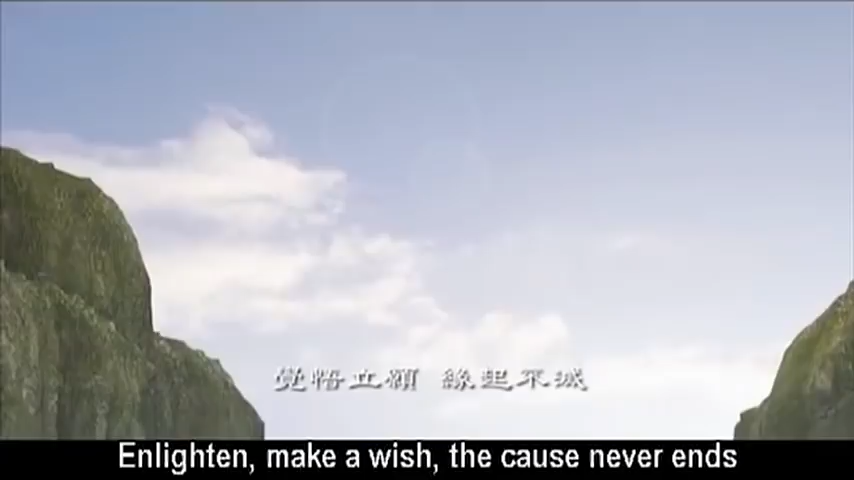 覺悟立願 緣起不滅
Enlighten, make a wish, the cause never ends